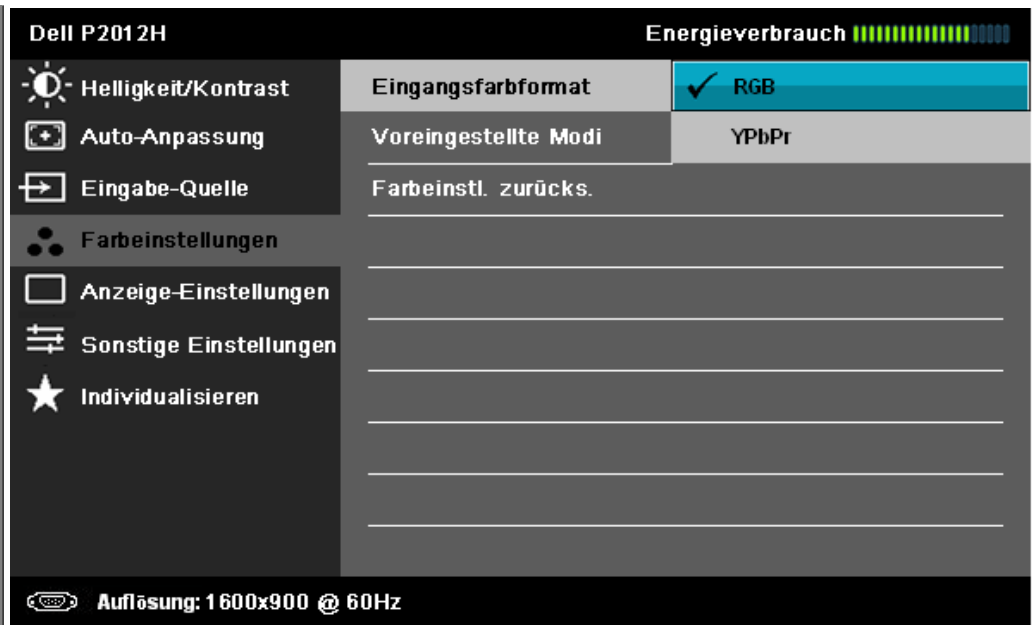 Dell P2012H
Energieverbrauch
Helligkeit/Kontrast
Auto-Anpassung
Eingabe-Quelle
Farbeinstellungen
Anzeige-Einstellungen
Sonstige Einstellungen
Individualisieren
Eingangsfarbformat
Voreingestellte Modi
Farbeinstl. zurücks.
RGB
YPbPr
Auflösung: 1600x900 @ 60Hz